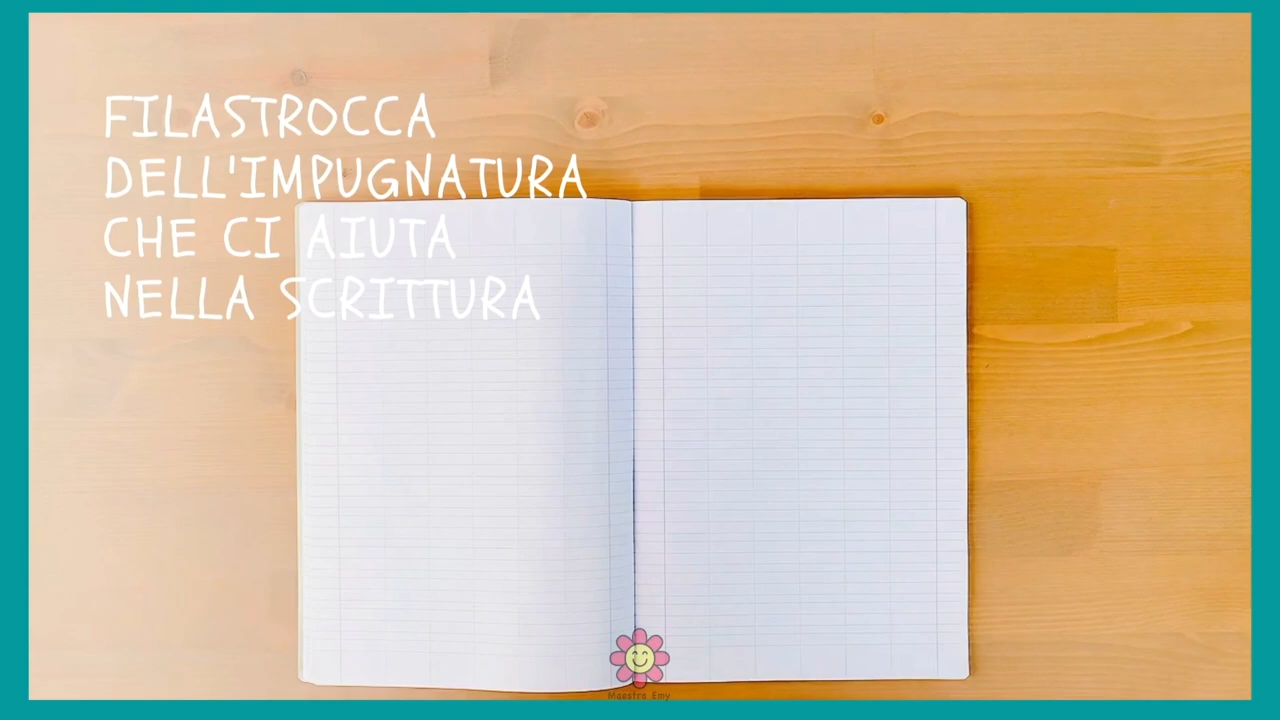 FILASTROCCA
DELL'IMPUGNATURA
CHE CI AIUTA
NELLA SCRITTURA
Maestra Emy